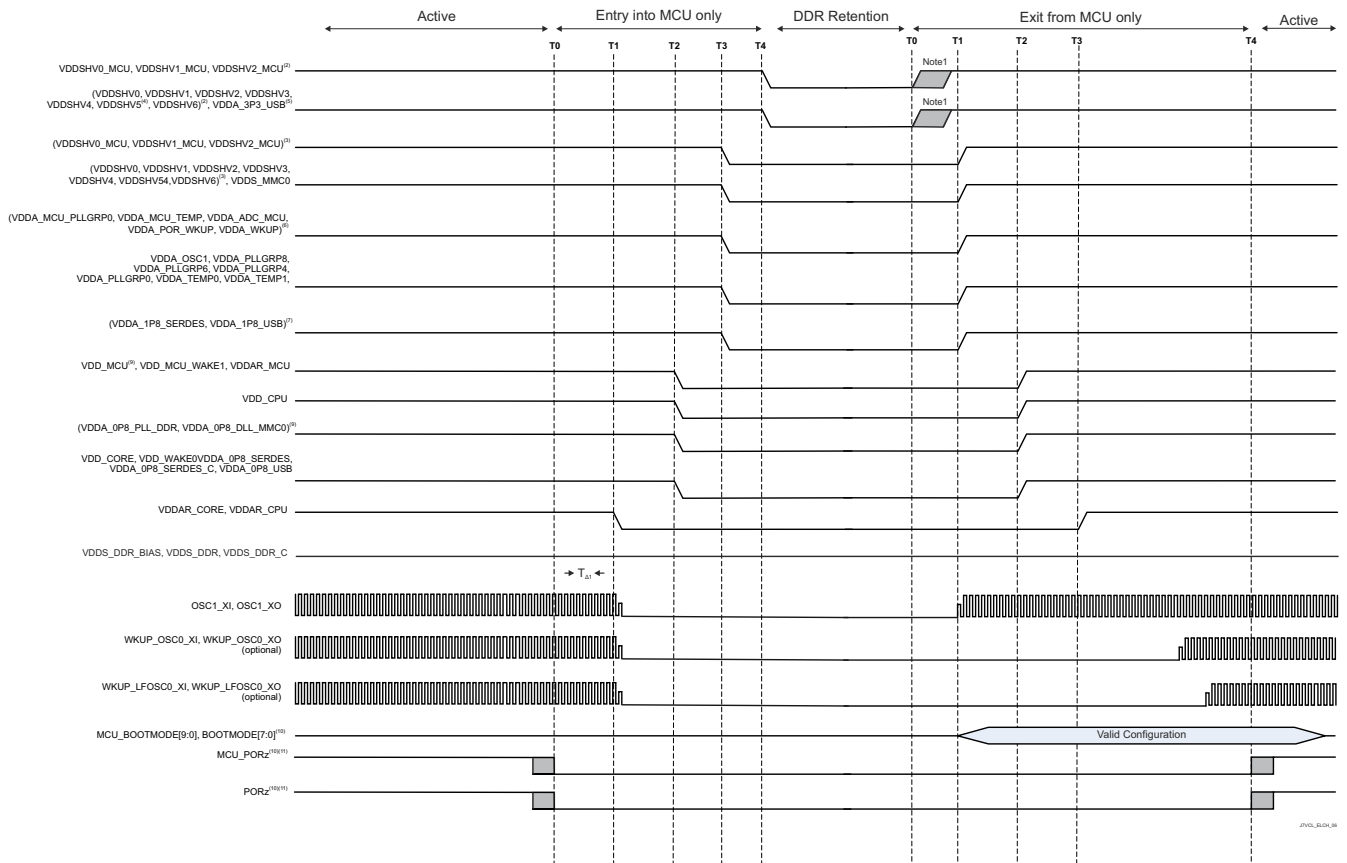 Active
Entry into MCU only
DDR Retention
Exit from MCU only
Active
T0
T1
T2
T3
T4
T0
T1
T2
T3
T4
VDDSHV0_MCU, VDDSHV1_MCU, VDDSHV2_MCU(2)
Note1
(VDDSHV0, VDDSHV1, VDDSHV2, VDDSHV3,
VDDSHV4, VDDSHV5(4), VDDSHV6)(2), VDDA_3P3_USB(5)
Note1
(VDDSHV0_MCU, VDDSHV1_MCU, VDDSHV2_MCU)(3)
(VDDSHV0, VDDSHV1, VDDSHV2, VDDSHV3,
VDDSHV4, VDDSHV54,VDDSHV6)(3), VDDS_MMC0
(VDDA_MCU_PLLGRP0, VDDA_MCU_TEMP, VDDA_ADC_MCU,
VDDA_POR_WKUP, VDDA_WKUP)(6)
VDDA_OSC1, VDDA_PLLGRP8,
VDDA_PLLGRP6, VDDA_PLLGRP4,
VDDA_PLLGRP0, VDDA_TEMP0, VDDA_TEMP1,
(VDDA_1P8_SERDES, VDDA_1P8_USB)(7)
VDD_MCU(9), VDD_MCU_WAKE1, VDDAR_MCU
VDD_CPU
(VDDA_0P8_PLL_DDR, VDDA_0P8_DLL_MMC0)(9)
VDD_CORE, VDD_WAKE0VDDA_0P8_SERDES,
VDDA_0P8_SERDES_C, VDDA_0P8_USB
VDDAR_CORE, VDDAR_CPU
VDDS_DDR_BIAS, VDDS_DDR, VDDS_DDR_C
TΔ1
OSC1_XI, OSC1_XO
WKUP_OSC0_XI, WKUP_OSC0_XO
(optional)
WKUP_LFOSC0_XI, WKUP_LFOSC0_XO
(optional)
MCU_BOOTMODE[9:0], BOOTMODE[7:0](10)
Valid Configuration
MCU_PORz(10)(11)
PORz(10)(11)
J7VCL_ELCH_06